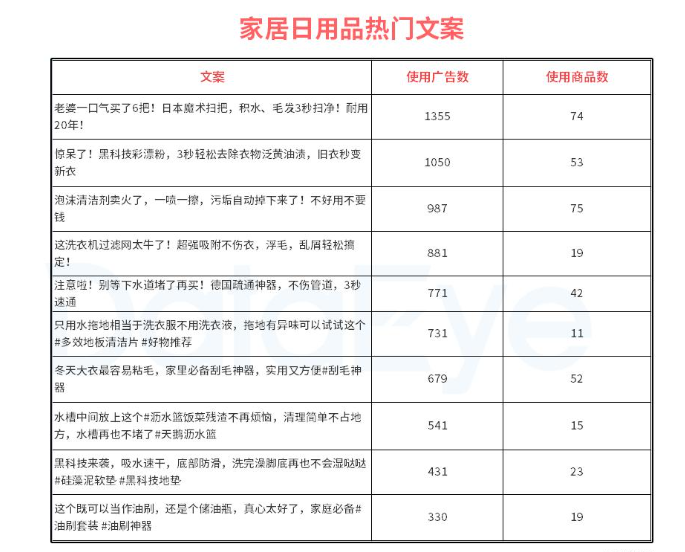 家居日用品热门文案
文案 使用广告数 使用商品数
老婆一口气买了6把！日本魔术扫把，积水、毛发3秒扫净！耐用
20年！
1355 74
惊呆了！黑科技彩漂粉，3秒轻松去除衣物泛黄油渍，旧衣秒变
新衣
1050 53
泡沫清洁剂卖火了，一喷一擦，污垢自动掉下来了！不好用不要
钱
987 75
这洗衣机过滤网太牛了！超强吸附不伤衣，浮毛，乱屑轻松搞
定！
881 19
注意啦！别等下水道堵了再买！德国疏通神器，不伤管道，3秒
速通
771 42
只用水拖地相当于洗衣服不用洗衣液，拖地有异味可以试试这个
#多效地板清洁片 #好物推荐
731 11
冬天大衣最容易粘毛，家里必备刮毛神器，实用又方便#刮毛神
器
679 52
水槽中间放上这个#沥水篮饭菜残渣不再烦恼，清理简单不占地
方，水槽再也不堵了#天鹅沥水篮
541 15
黑科技来袭，吸水速干，底部防滑，洗完澡脚底再也不会湿哒哒
#硅藻泥软垫 #黑科技地垫
431 23
这个既可以当作油刷，还是个储油瓶，真心太好了，家庭必备#
油刷套装 #油刷神器
330 19
DataEye